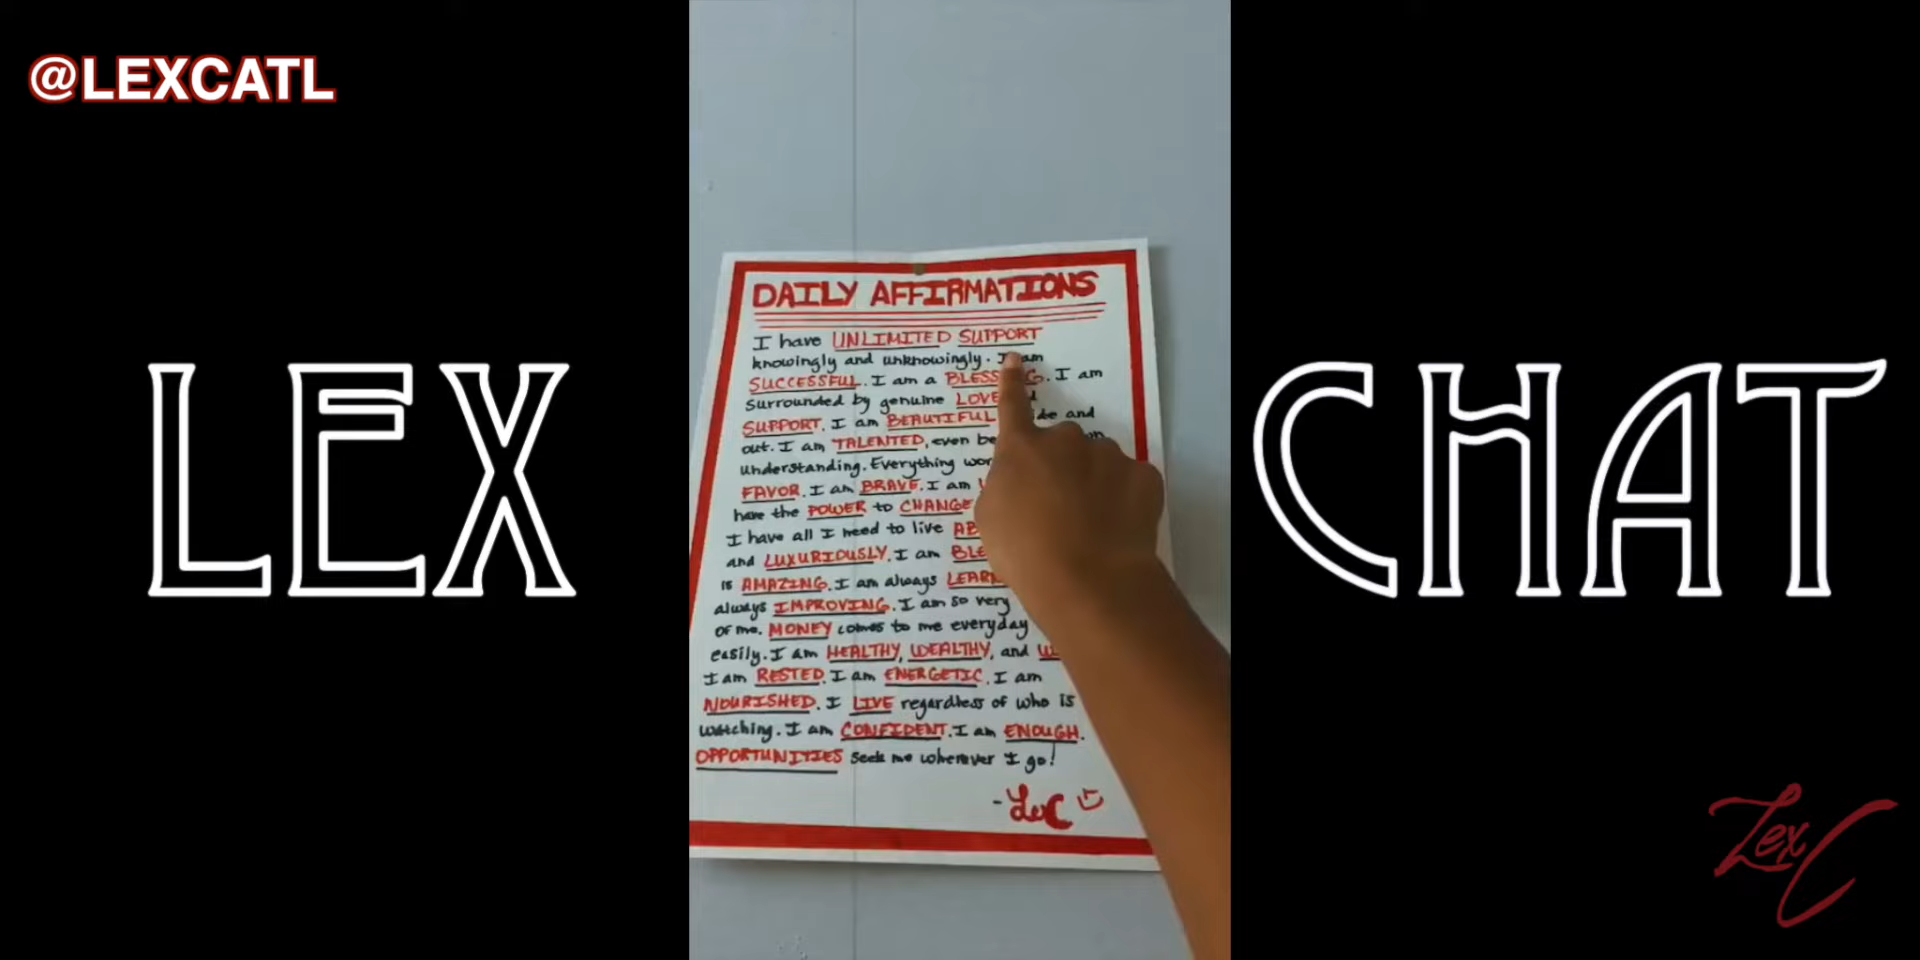 @LEXCATL
LEX
CHAT
DAILY AFFIRMATIONS
I have UNLIMITED SUPPORT
knowingly and unknowingly. I am
SUCCESSFUL. I am a BLESSING. I am
surrounded by genuine LOVE
SUPPORT. I am BEAUTIFUL and
out. I am TALENTED, even
understanding. Everything
FAVOR. I am BRAVE. I am
have the POWER to CHANGE
I have all I need to live
and LUXURIOUSLY. I am
is AMAZING. I am always
always IMPROVING. I am so very
of me. MONEY comes to me everyday
easily. I am HEALTHY, WEALTHY, and
I am RESTED. I am ENERGETIC. I am
NOURISHED. I LIVE regardless of who is
watching. I am CONFIDENT. I am ENOUGH.
OPPORTUNITIES seek me wherever I go!
- LexC
Lex C